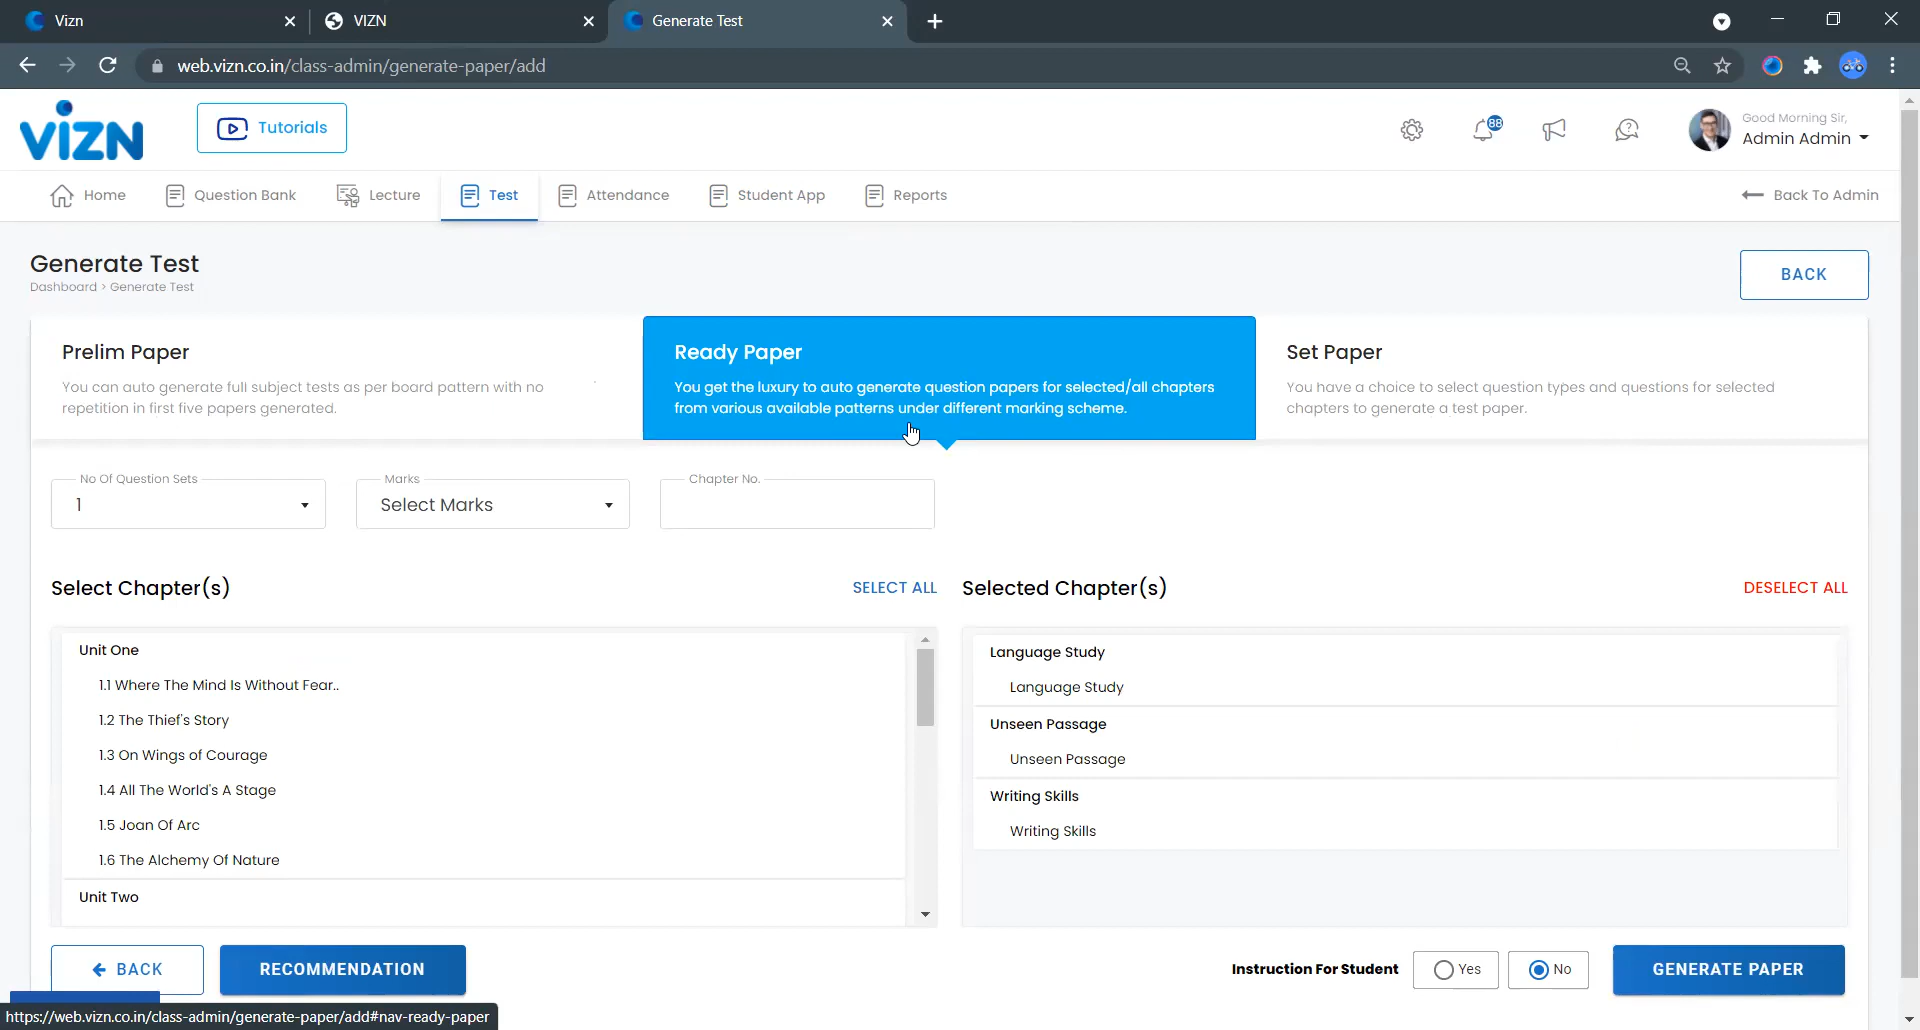 Vizn
VIZN
Generate Test
web.vizn.co.in/class-admin/generate-paper/add
VIZN
Tutorials
88
Good Morning Sir,
Admin Admin
Home
Question Bank
Lecture
Test
Attendance
Student App
Reports
Back To Admin
Generate Test
Dashboard > Generate Test
BACK
Prelim Paper
You can auto generate full subject tests as per board pattern with no
repetition in first five papers generated.
Ready Paper
You get the luxury to auto generate question papers for selected/all chapters
from various available patterns under different marking scheme.
Set Paper
You have a choice to select question types and questions for selected
chapters to generate a test paper.
No Of Question Sets
1
Marks
Select Marks
Chapter No.
Select Chapter(s)
SELECT ALL
Selected Chapter(s)
DESELECT ALL
Unit One
1.1 Where The Mind Is Without Fear..
1.2 The Thief's Story
1.3 On Wings of Courage
1.4 All The World's A Stage
1.5 Joan Of Arc
1.6 The Alchemy Of Nature
Unit Two
Language Study
Language Study
Unseen Passage
Unseen Passage
Writing Skills
Writing Skills
BACK
RECOMMENDATION
Instruction For Student
Yes
No
GENERATE PAPER
https://web.vizn.co.in/class-admin/generate-paper/add#nav-ready-paper